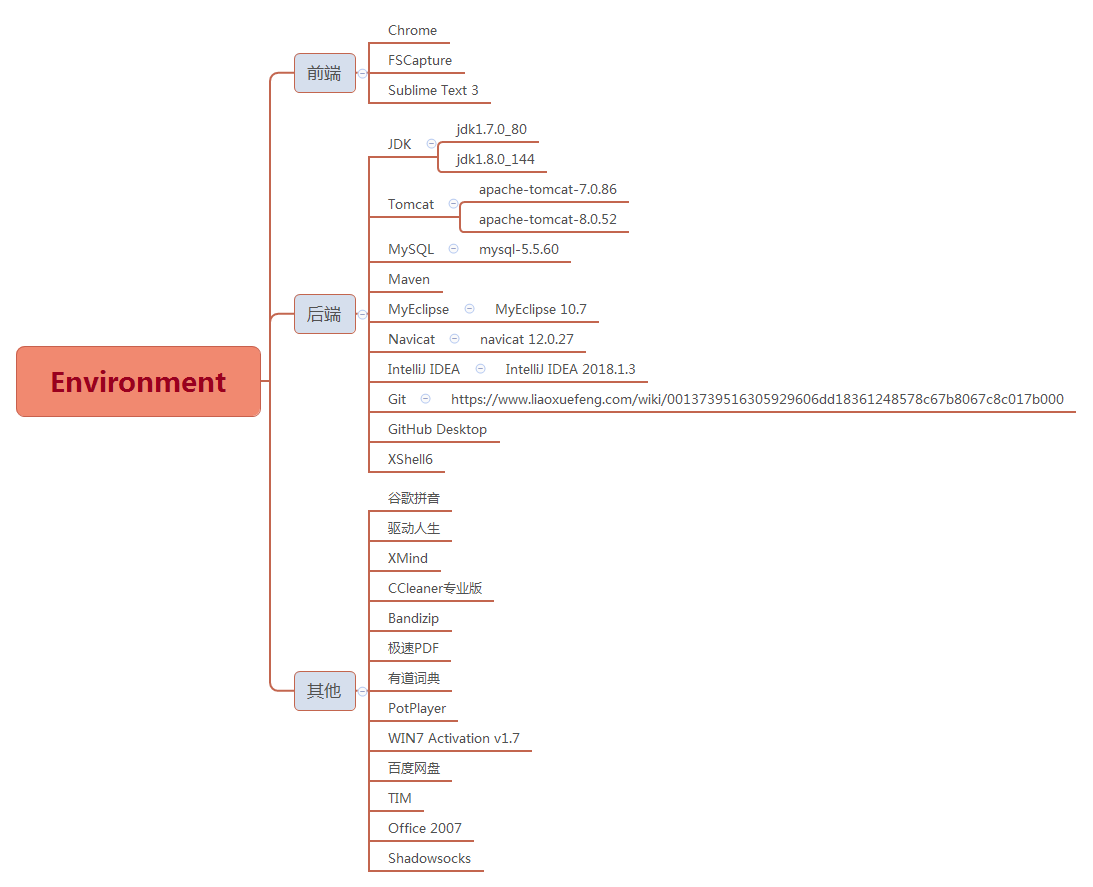 Environment
前端
Chrome
FSCapture
Sublime Text 3
后端
JDK
jdk1.7.0_80
jdk1.8.0_144
Tomcat
apache-tomcat-7.0.86
apache-tomcat-8.0.52
MySQL
mysql-5.5.60
Maven
MyEclipse
MyEclipse 10.7
Navicat
navicat 12.0.27
IntelliJ IDEA
IntelliJ IDEA 2018.1.3
Git
https://www.liaoxuefeng.com/wiki/0013739516305929606dd18361248578c67b8067c8c017b000
GitHub Desktop
XShell6
其他
谷歌拼音
驱动人生
XMind
CCleaner专业版
Bandizip
极速PDF
有道词典
PotPlayer
WIN7 Activation v1.7
百度网盘
TIM
Office 2007
Shadowsocks